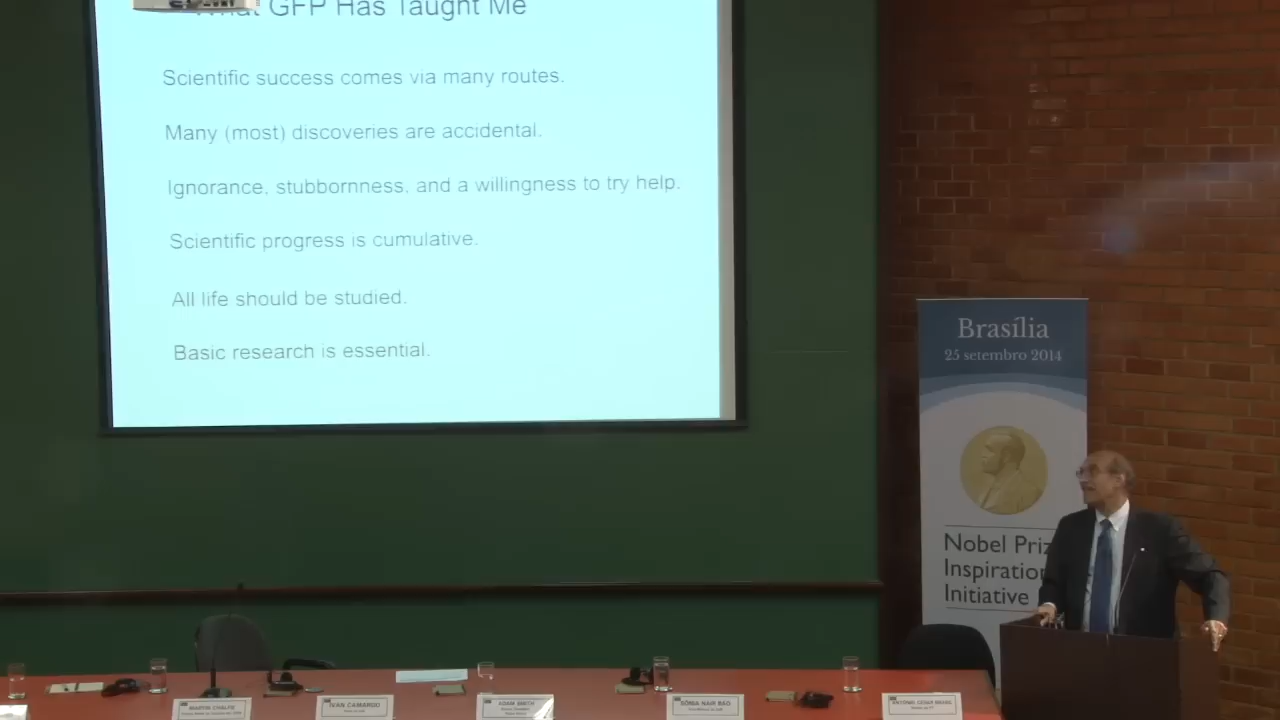 What GFP Has Taught Me
Scientific success comes via many routes.
Many (most) discoveries are accidental.
Ignorance, stubbornness, and a willingness to try help.
Scientific progress is cumulative.
All life should be studied.
Basic research is essential.
Brasília
25 setembro 2014
Nobel Priz
Inspiration
Initiative
MARTIN CHALFIE
IVAN CAMARGO
ADAM SMITH
SÔNIA NAIR BÁO